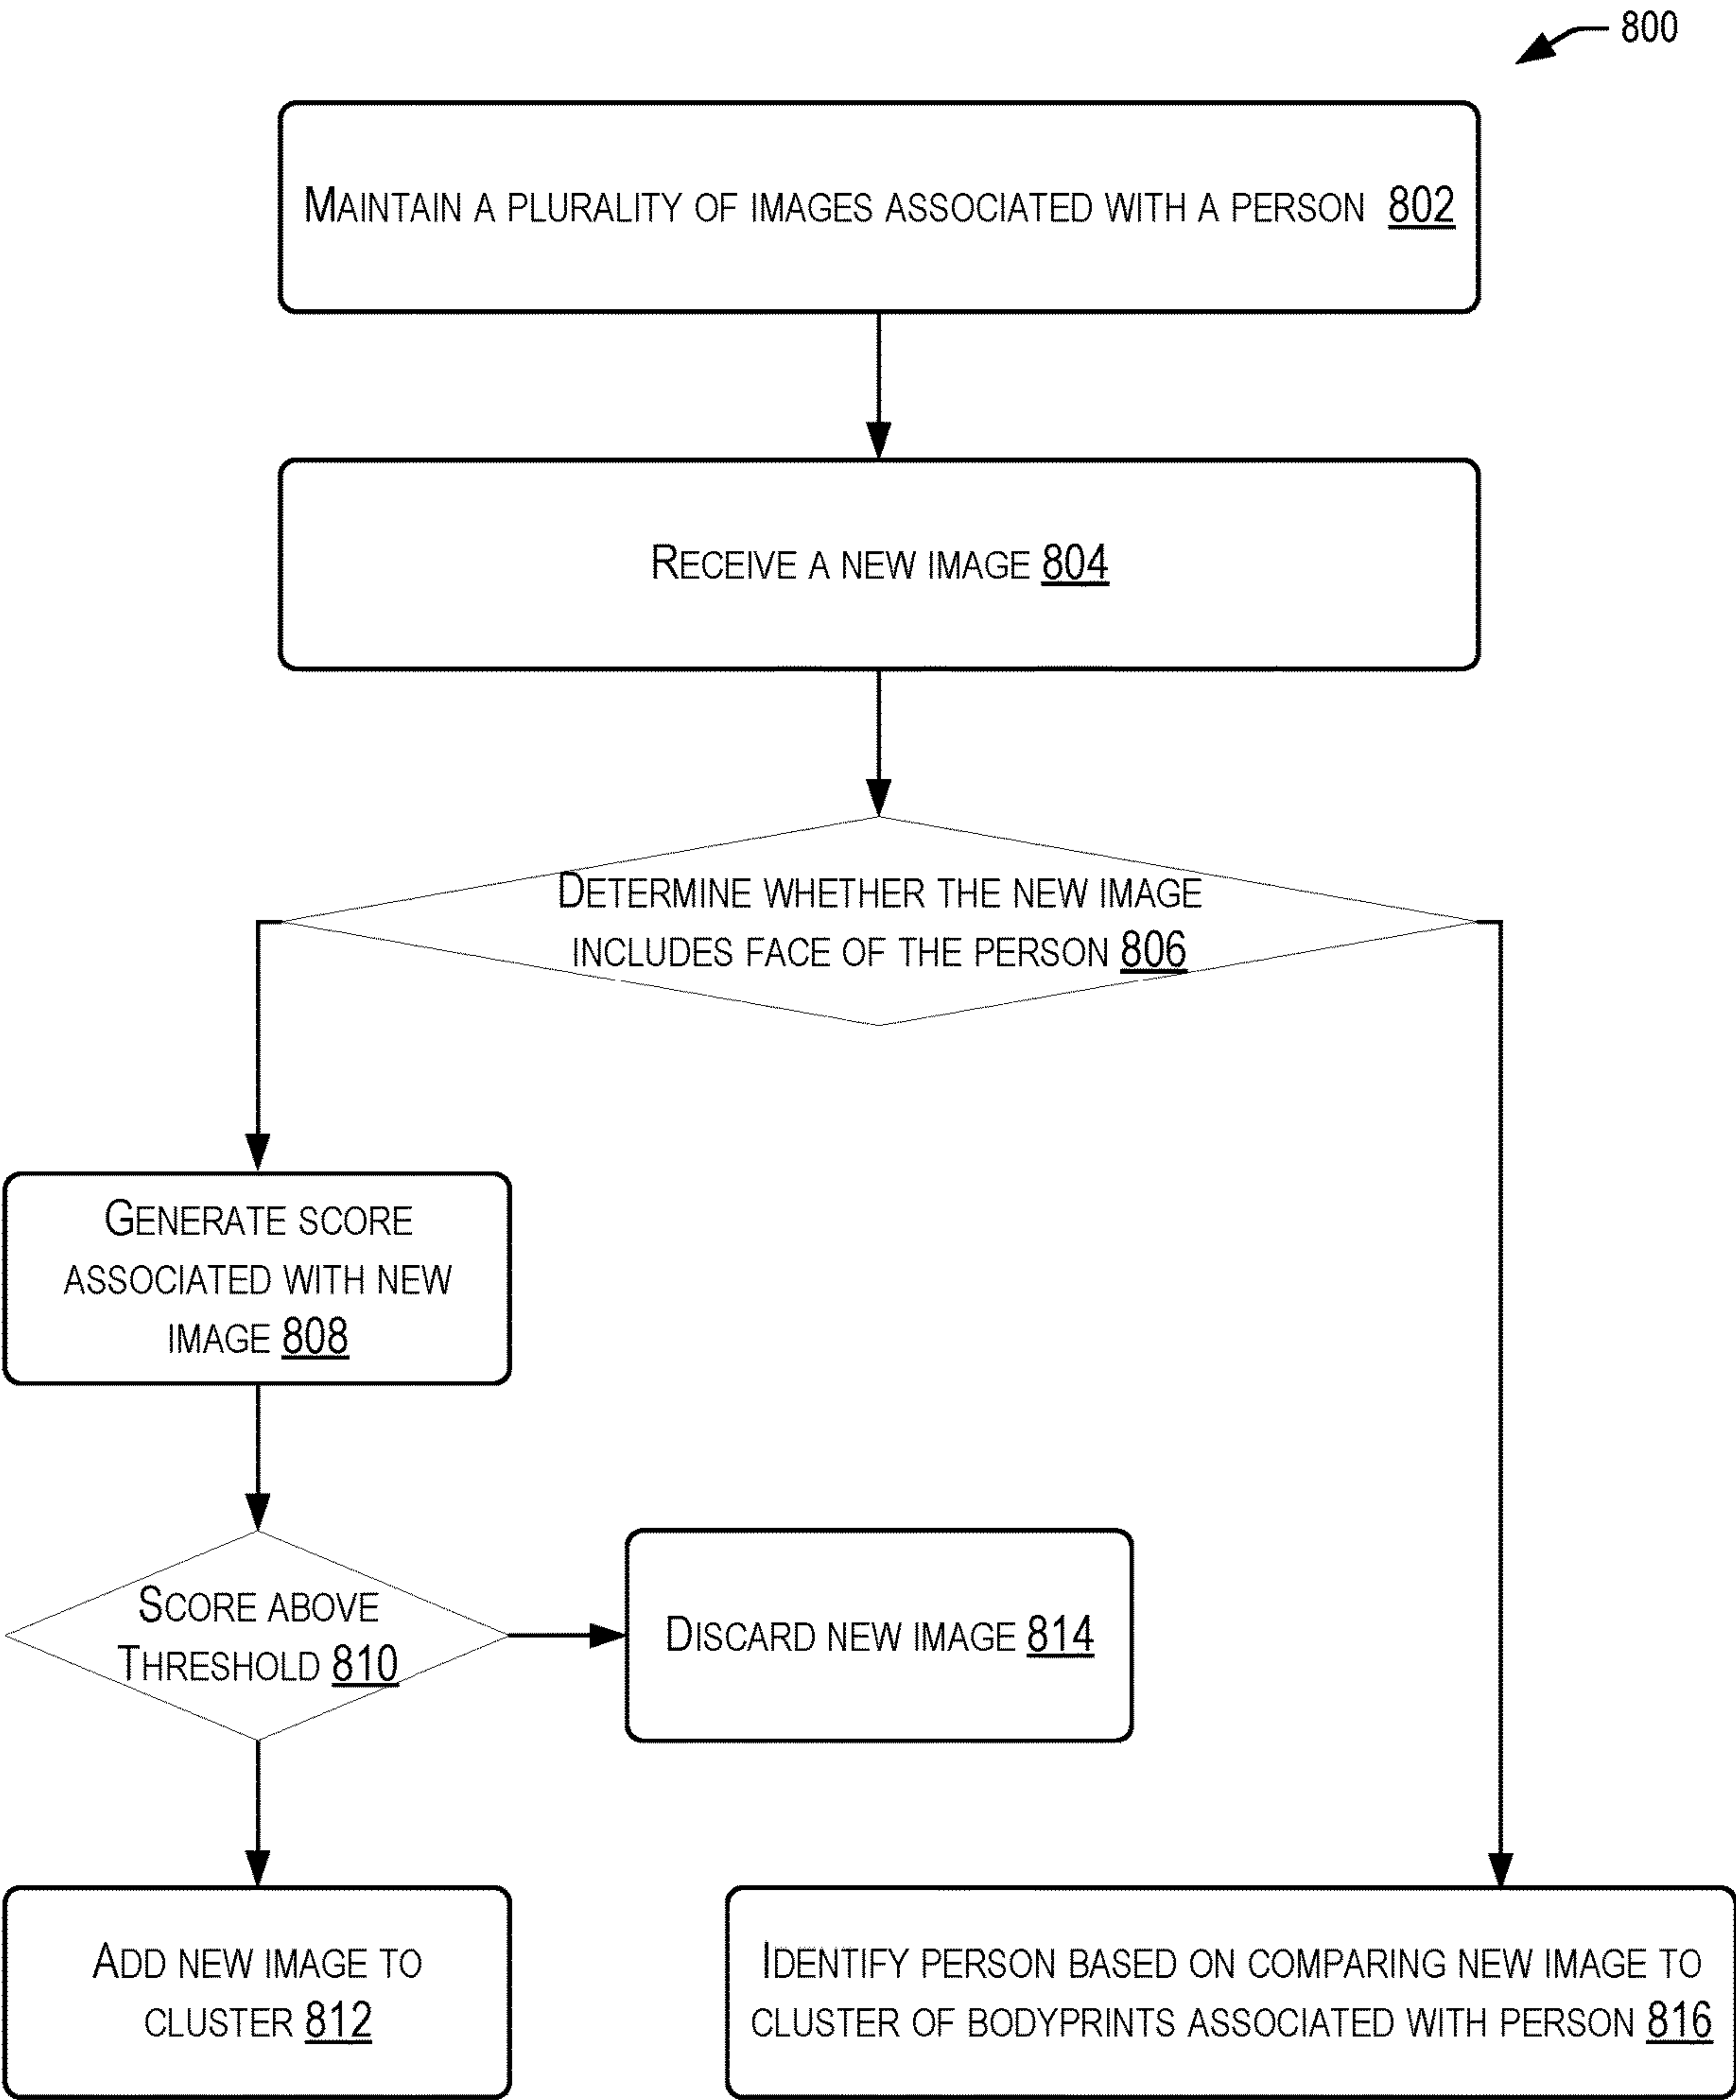 800
MAINTAIN A PLURALITY OF IMAGES ASSOCIATED WITH A PERSON 802
RECEIVE A NEW IMAGE 804
DETERMINE WHETHER THE NEW IMAGE
INCLUDES FACE OF THE PERSON 806
GENERATE SCORE
ASSOCIATED WITH NEW
IMAGE 808
SCORE ABOVE
THRESHOLD 810
DISCARD NEW IMAGE 814
ADD NEW IMAGE TO
CLUSTER 812
IDENTIFY PERSON BASED ON COMPARING NEW IMAGE TO
CLUSTER OF BODYPRINTS ASSOCIATED WITH PERSON 816